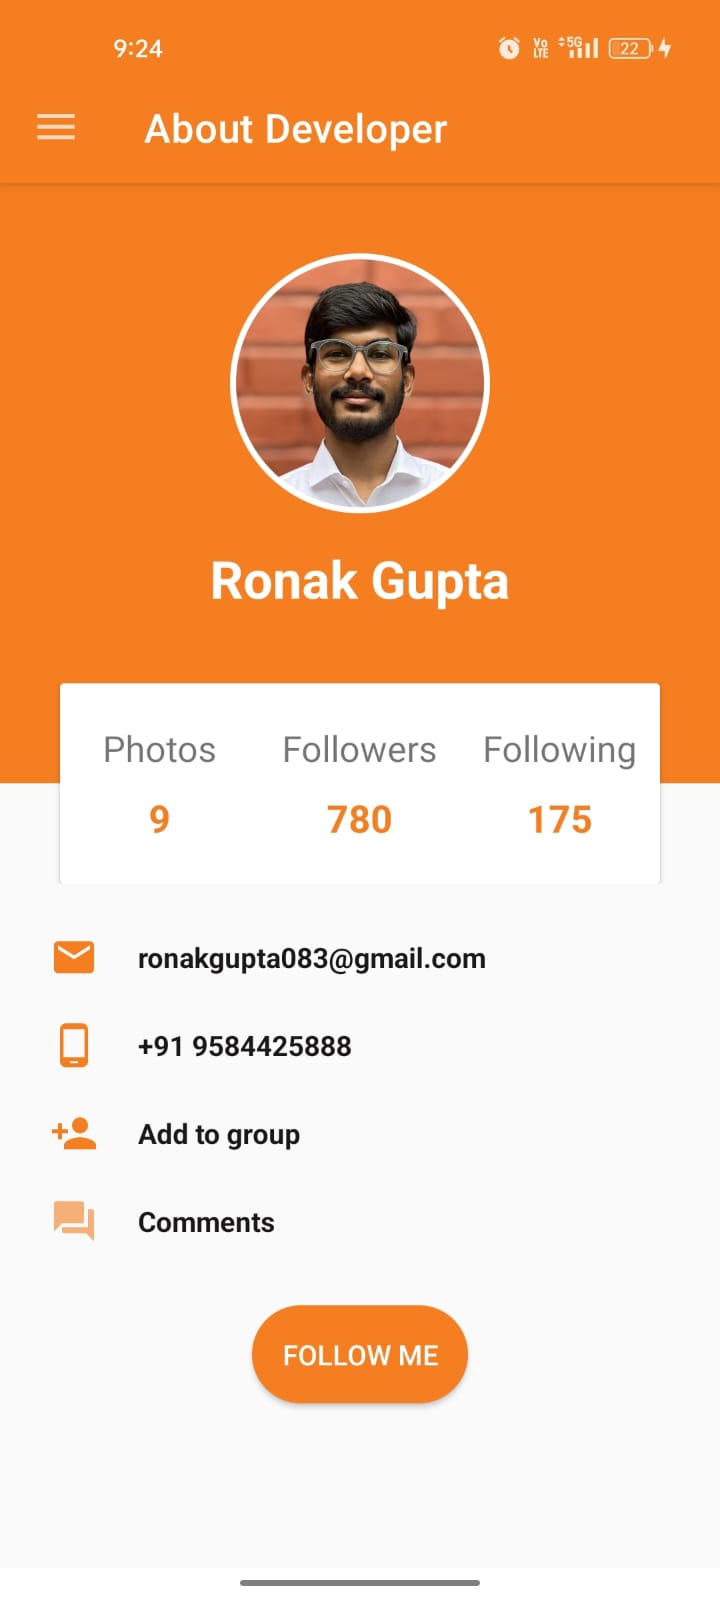 9:24
Vo LTE 5G 22
About Developer
Ronak Gupta
Photos Followers Following
9 780 175
ronakgupta083@gmail.com
+91 9584425888
Add to group
Comments
FOLLOW ME